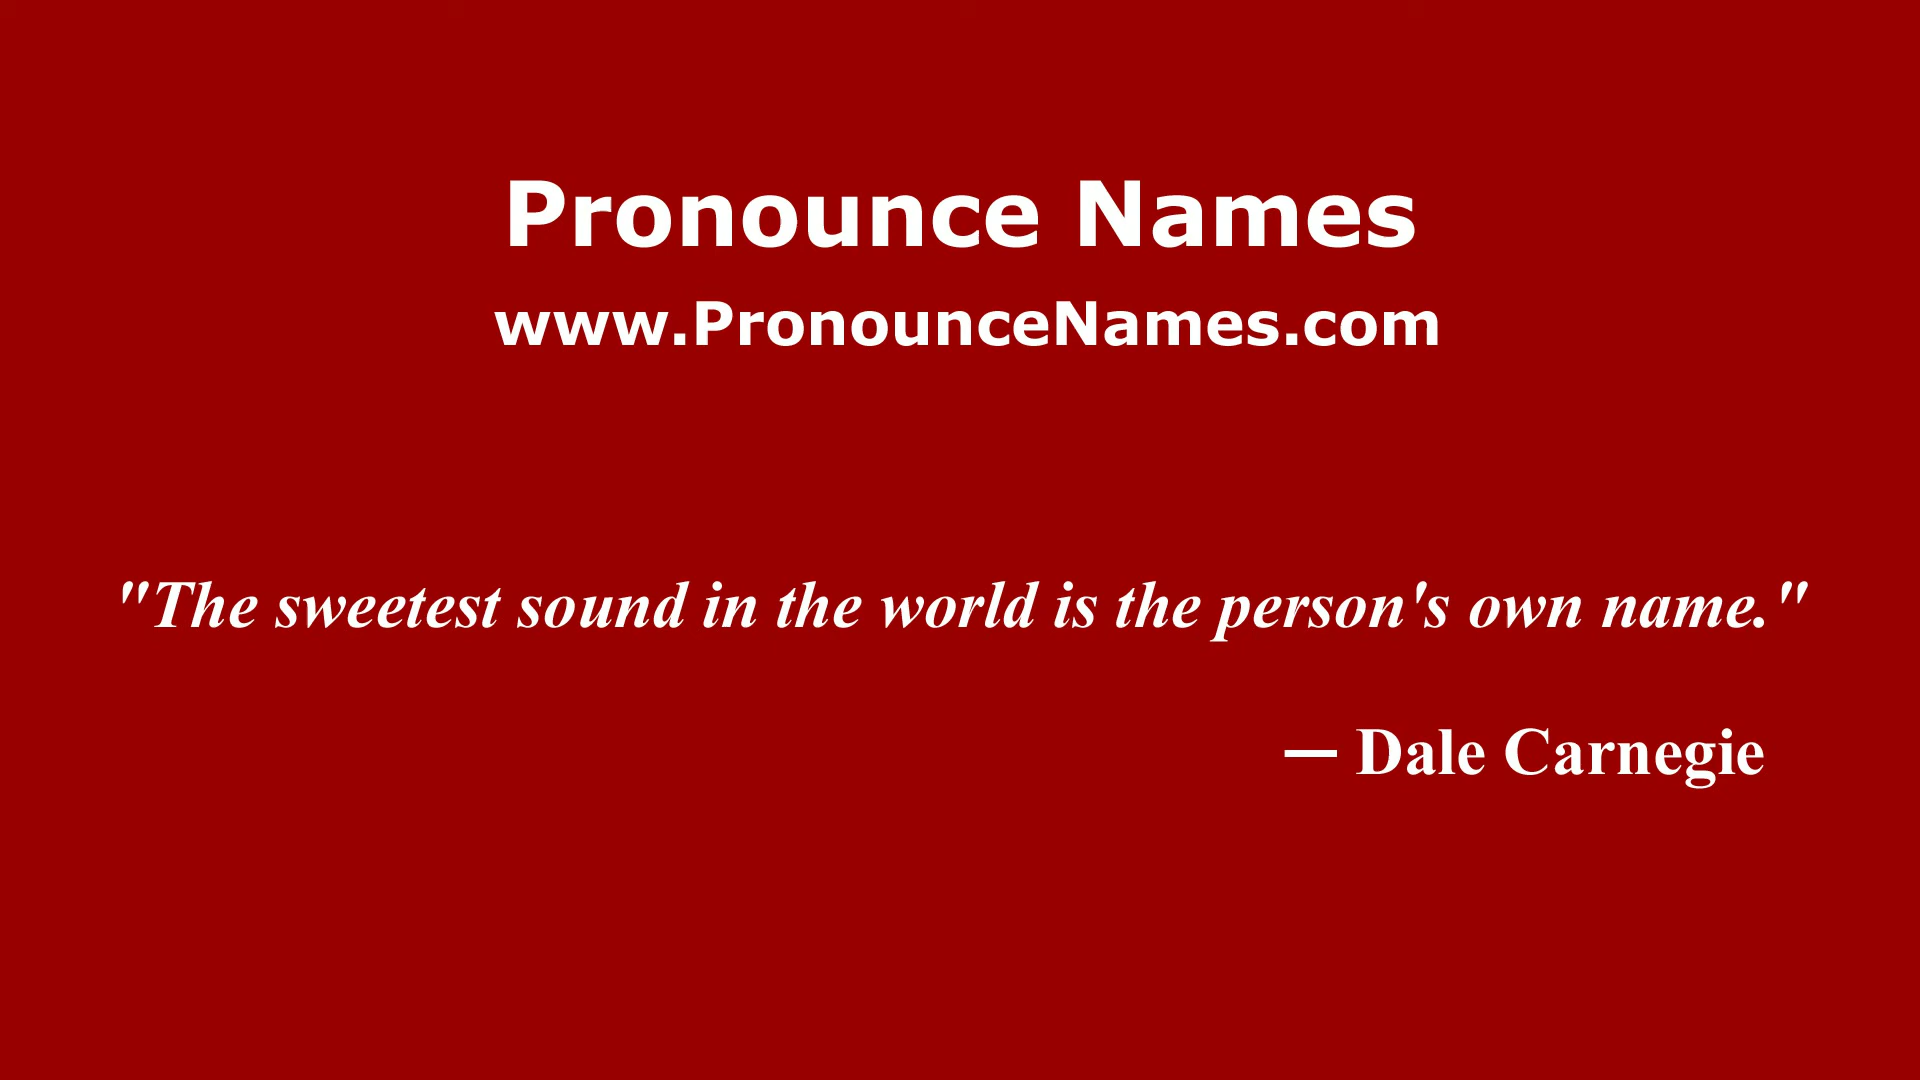 Pronounce Names
www.PronounceNames.com
"The sweetest sound in the world is the person's own name."
— Dale Carnegie